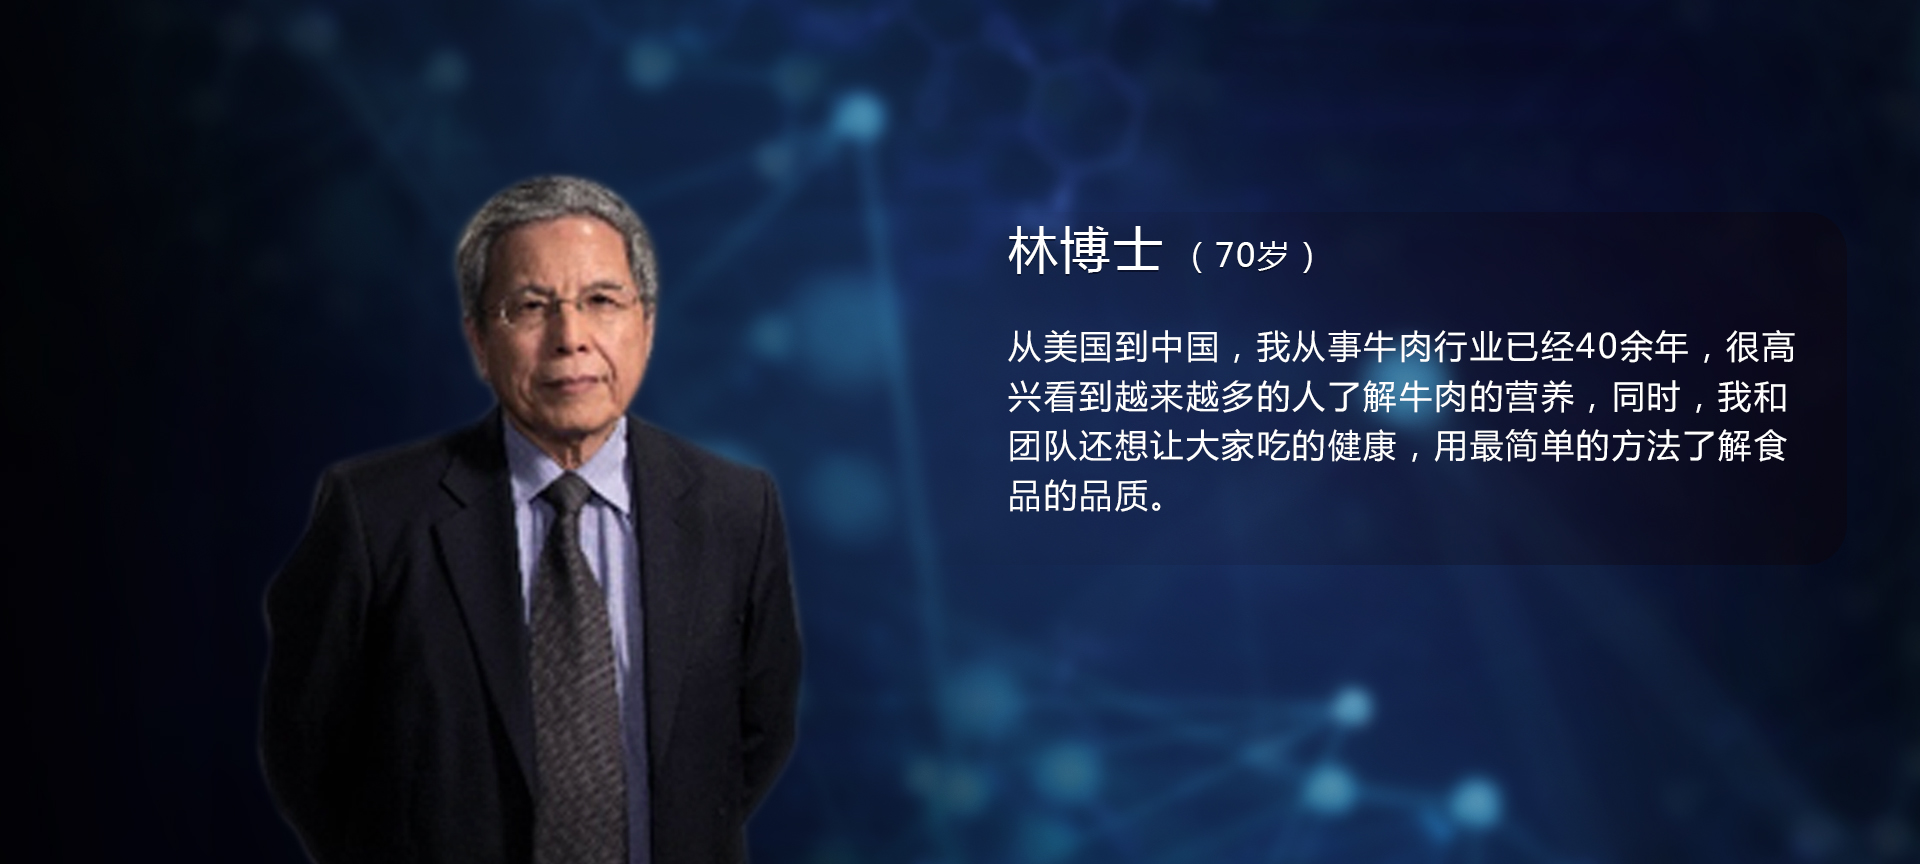 林博士（70岁）
从美国到中国，我从事牛肉行业已经40余年，很高
兴看到越来越多的人了解牛肉的营养，同时，我和
团队还想让大家吃的健康，用最简单的方法了解食
品的品质。